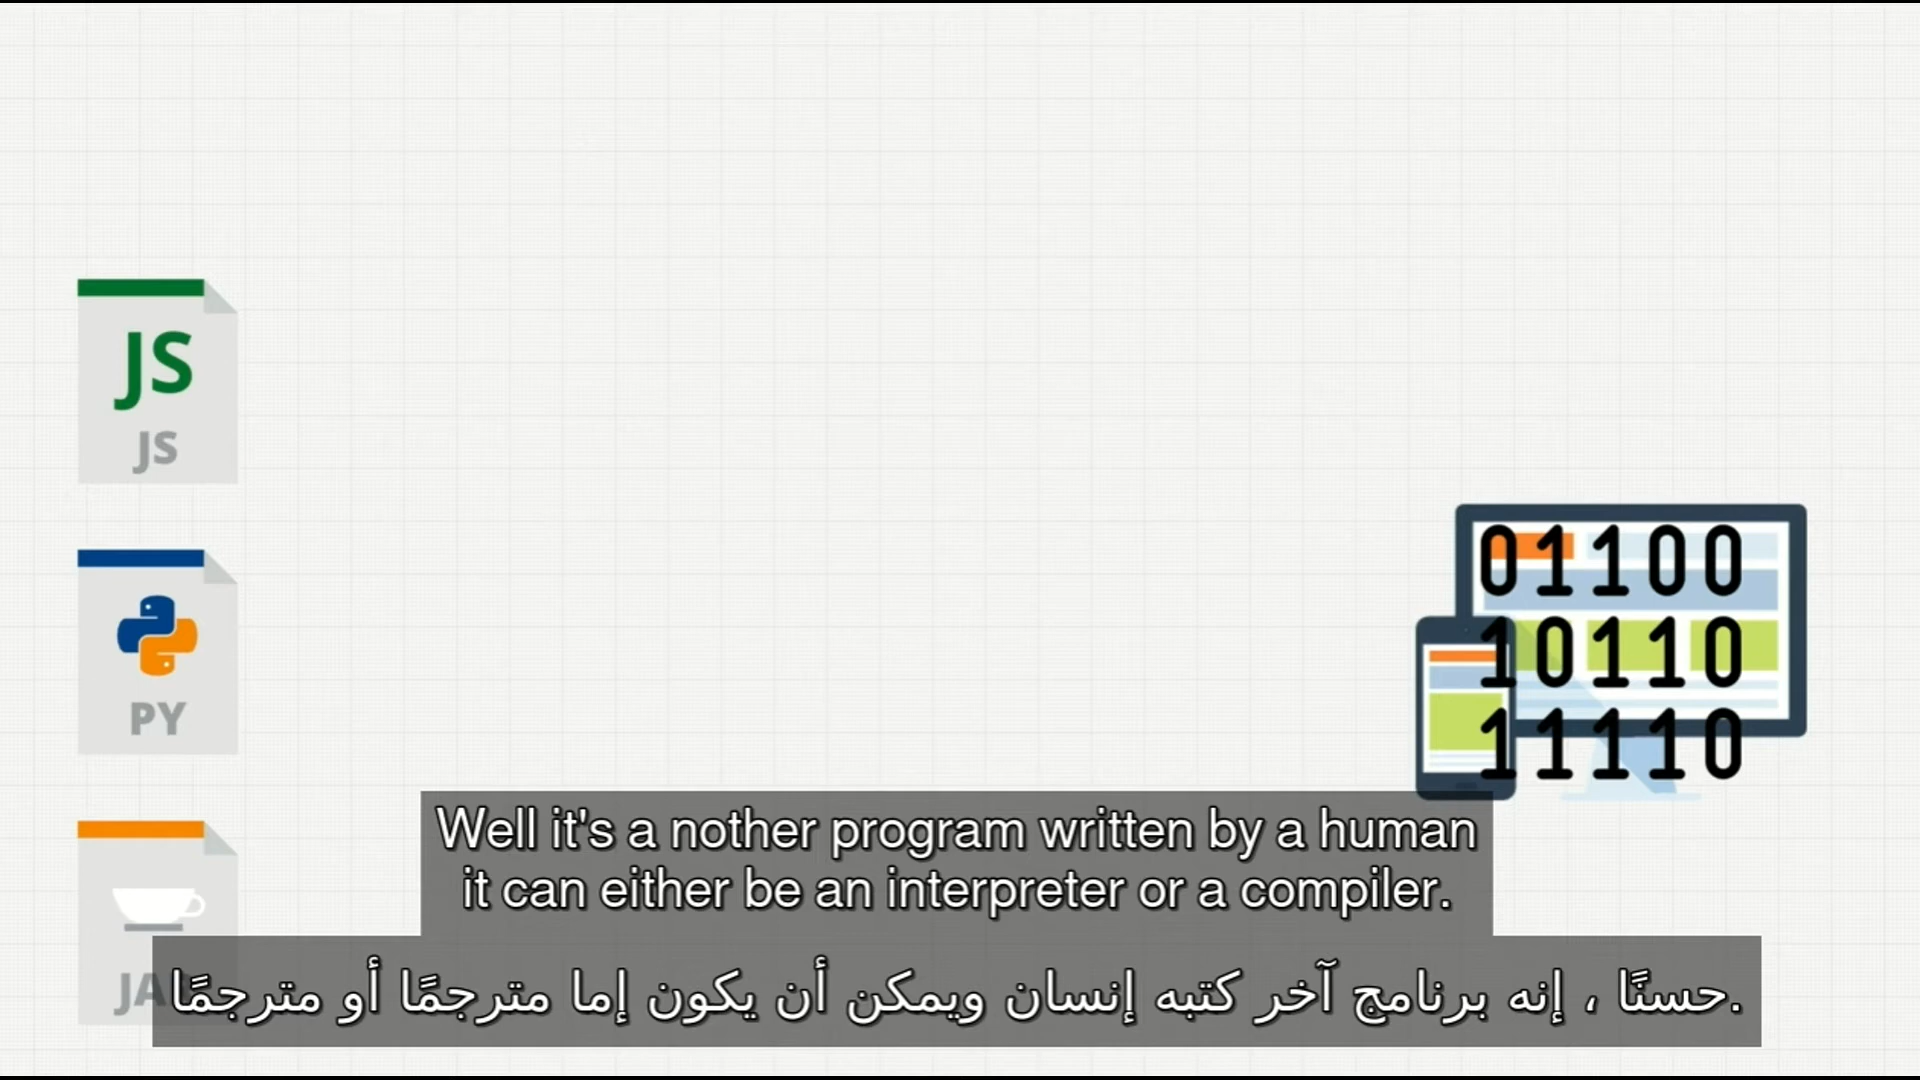 JS
JS
PY
JA
01100
10110
11110
Well it's a nother program written by a human
it can either be an interpreter or a compiler.
حسنًا ، إنه برنامج آخر كتبه إنسان ويمكن أن يكون إما مترجمًا أو مترجمًا.